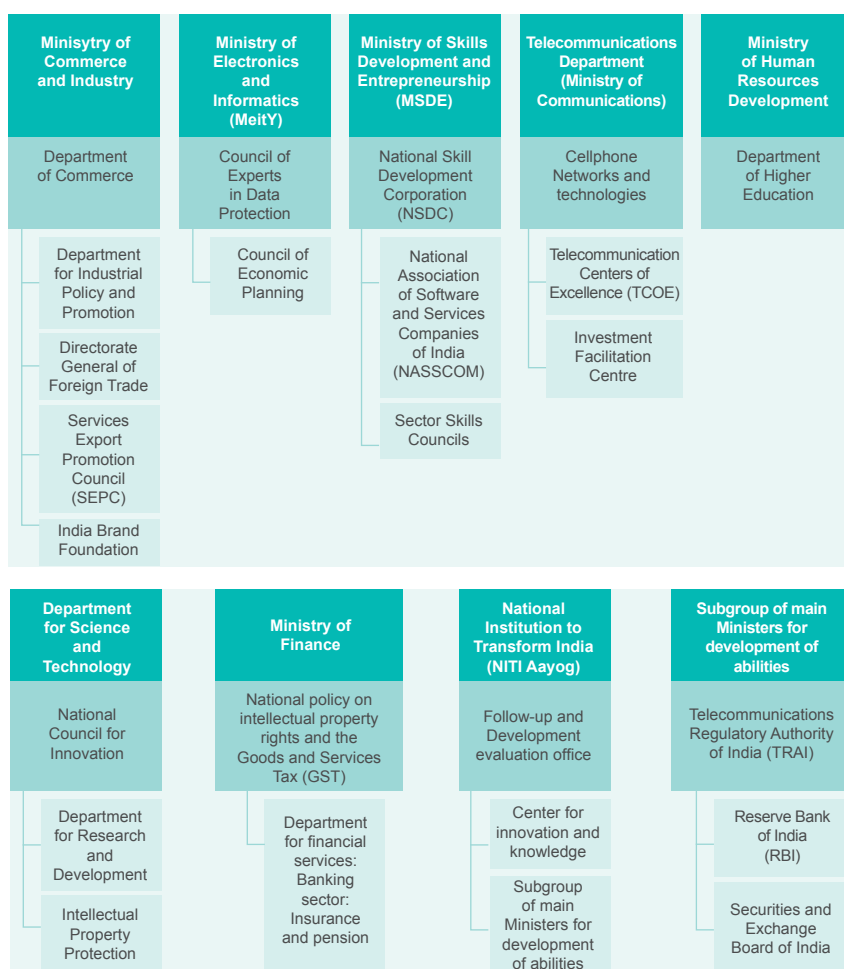 Minisytry of
Commerce
and Industry
Department
of Commerce
Department
for Industrial
Policy and
Promotion
Directorate
General of
Foreign Trade
Services
Export
Promotion
Council
(SEPC)
India Brand
Foundation
Ministry of
Electronics
and
Informatics
(MeitY)
Council of
Experts
in Data
Protection
Council of
Economic
Planning
Ministry of Skills
Development and
Entrepreneurship
(MSDE)
National Skill
Development
Corporation
(NSDC)
National
Association
of Software
and Services
Companies
of India
(NASSCOM)
Sector Skills
Councils
Telecommunications
Department
(Ministry of
Communications)
Cellphone
Networks and
technologies
Telecommunication
Centers of
Excellence (TCOE)
Investment
Facilitation
Centre
Ministry
of Human
Resources
Development
Department
of Higher
Education
Department
for Science
and
Technology
National
Council for
Innovation
Department
for Research
and
Development
Intellectual
Property
Protection
Ministry of
Finance
National policy on
intellectual property
rights and the
Goods and Services
Tax (GST)
Department
for financial
services:
Banking
sector:
Insurance
and pension
National
Institution to
Transform India
(NITI Aayog)
Follow-up and
Development
evaluation office
Center for
innovation and
knowledge
Subgroup
of main
Ministers for
development
of abilities
Subgroup of main
Ministers for
development of
abilities
Telecommunications
Regulatory Authority
of India (TRAI)
Reserve Bank
of India
(RBI)
Securities and
Exchange
Board of India